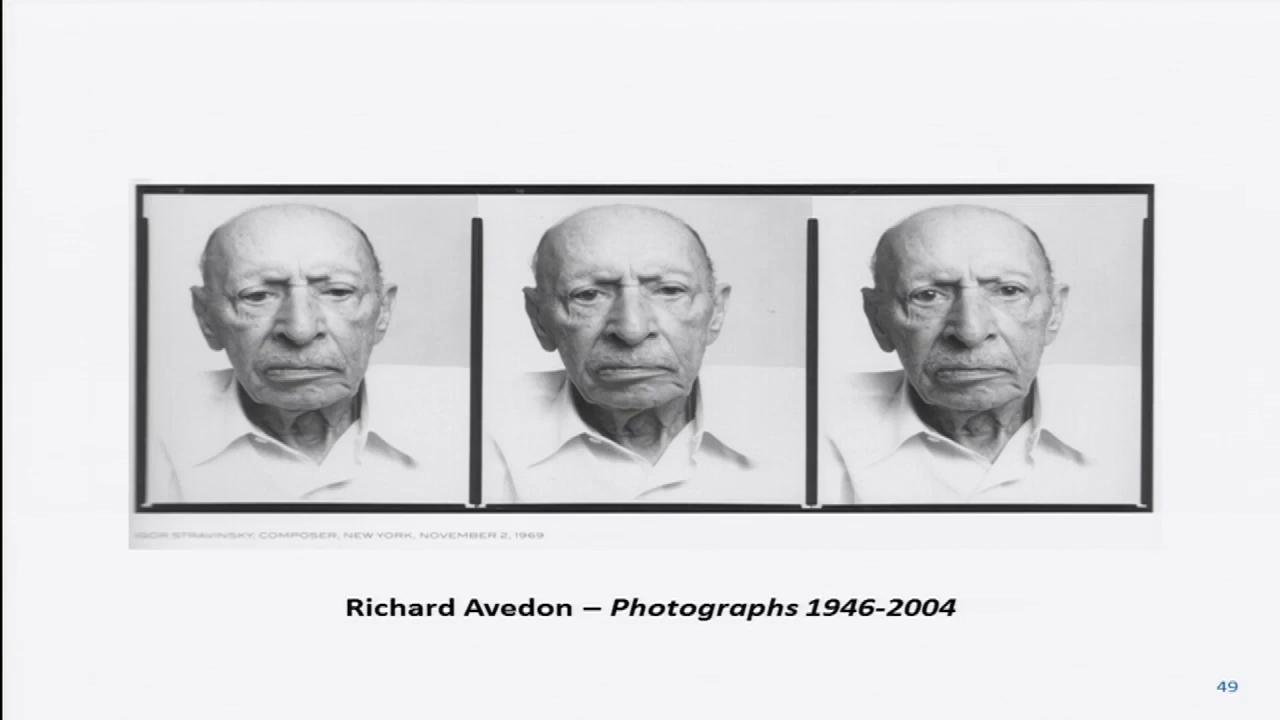 IGOR STRAVINSKY, COMPOSER, NEW YORK, NOVEMBER 2, 1969
Richard Avedon – Photographs 1946-2004
49